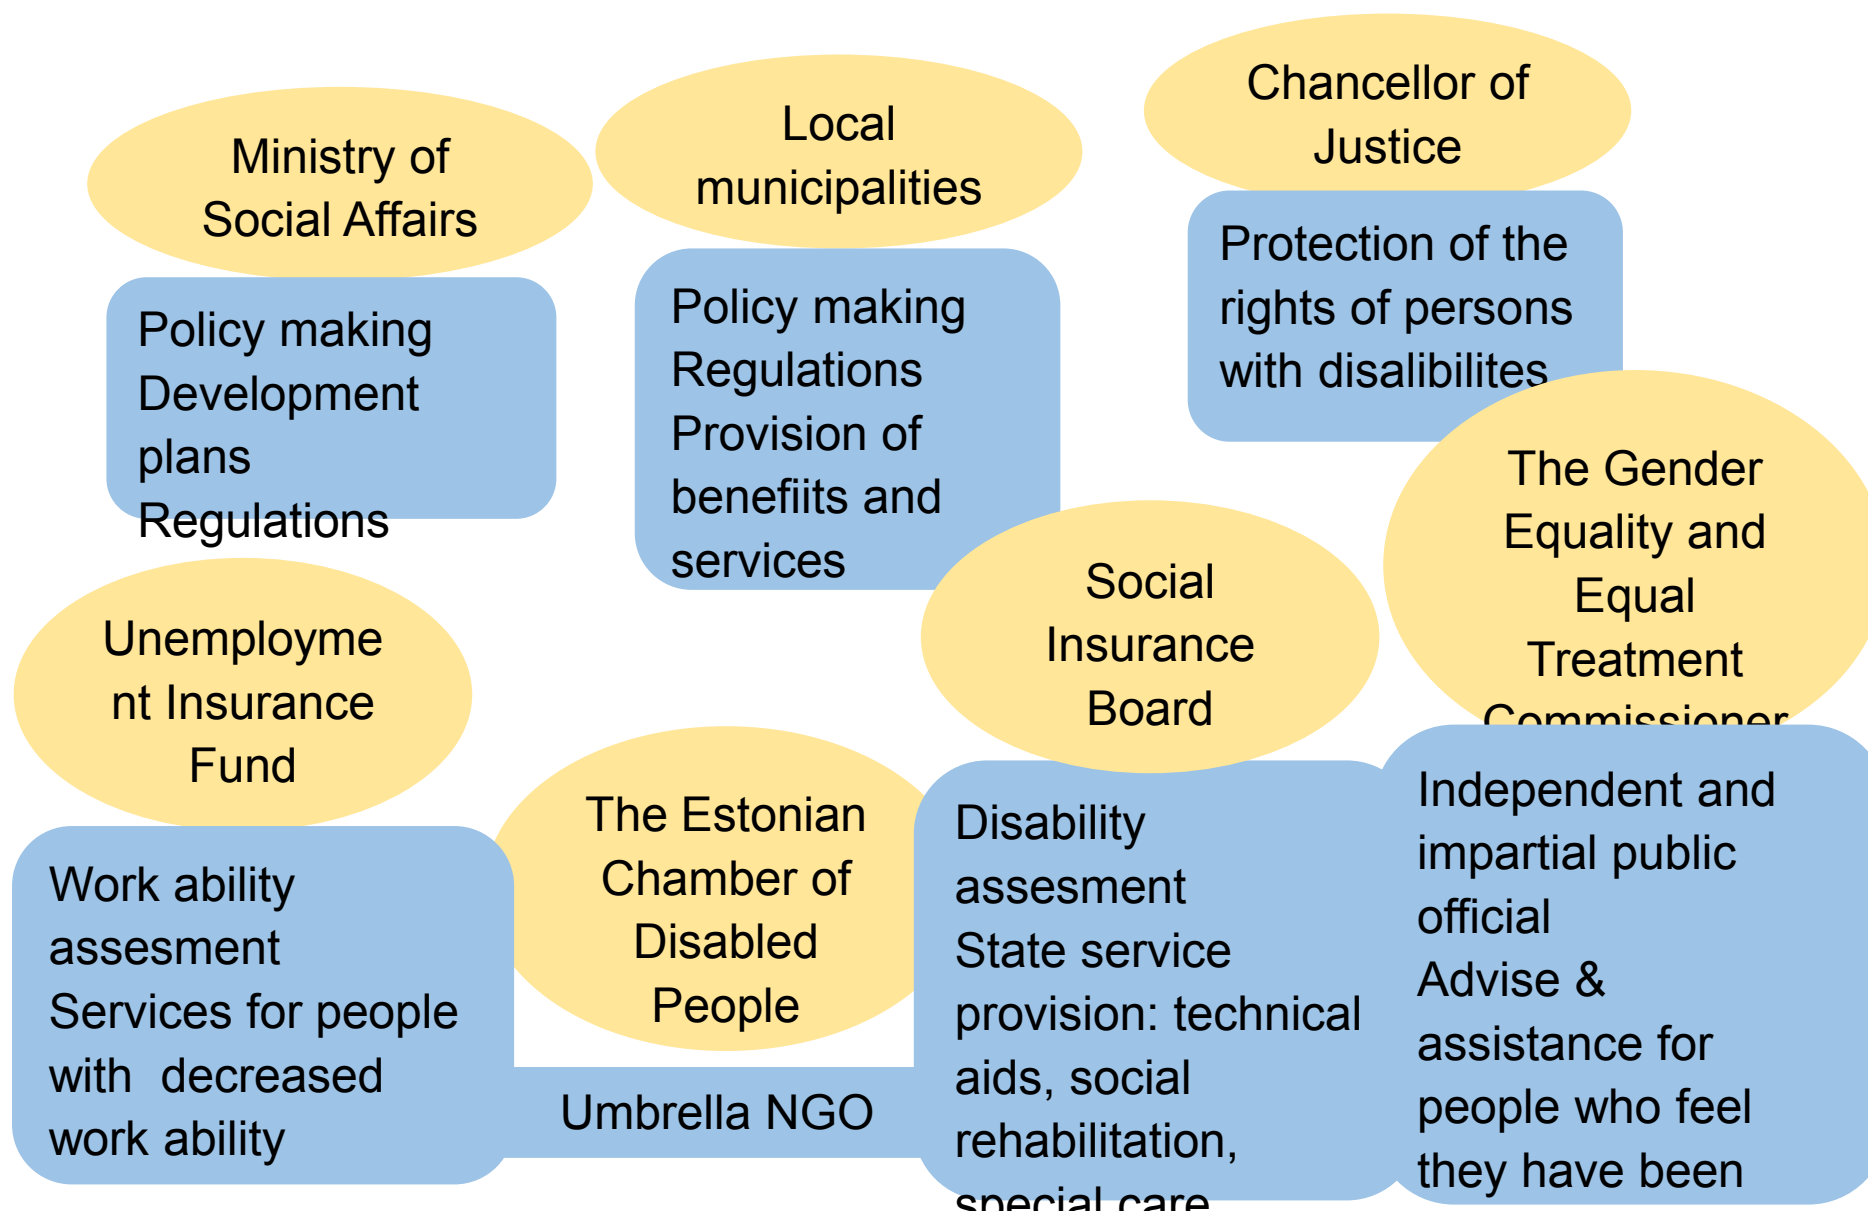 Ministry of
Social Affairs
Policy making
Development
plans
Regulations
Local
municipalities
Policy making
Regulations
Provision of
benefiits and
services
Chancellor of
Justice
Protection of the
rights of persons
with disalibilites
The Gender
Equality and
Equal
Treatment
Commissioner
Independent and
impartial public
official
Advise &
assistance for
people who feel
they have been
Unemployme
nt Insurance
Fund
Work ability
assesment
Services for people
with  decreased
work ability
The Estonian
Chamber of
Disabled
People
Umbrella NGO
Social
Insurance
Board
Disability
assesment
State service
provision: technical
aids, social
rehabilitation,
special care